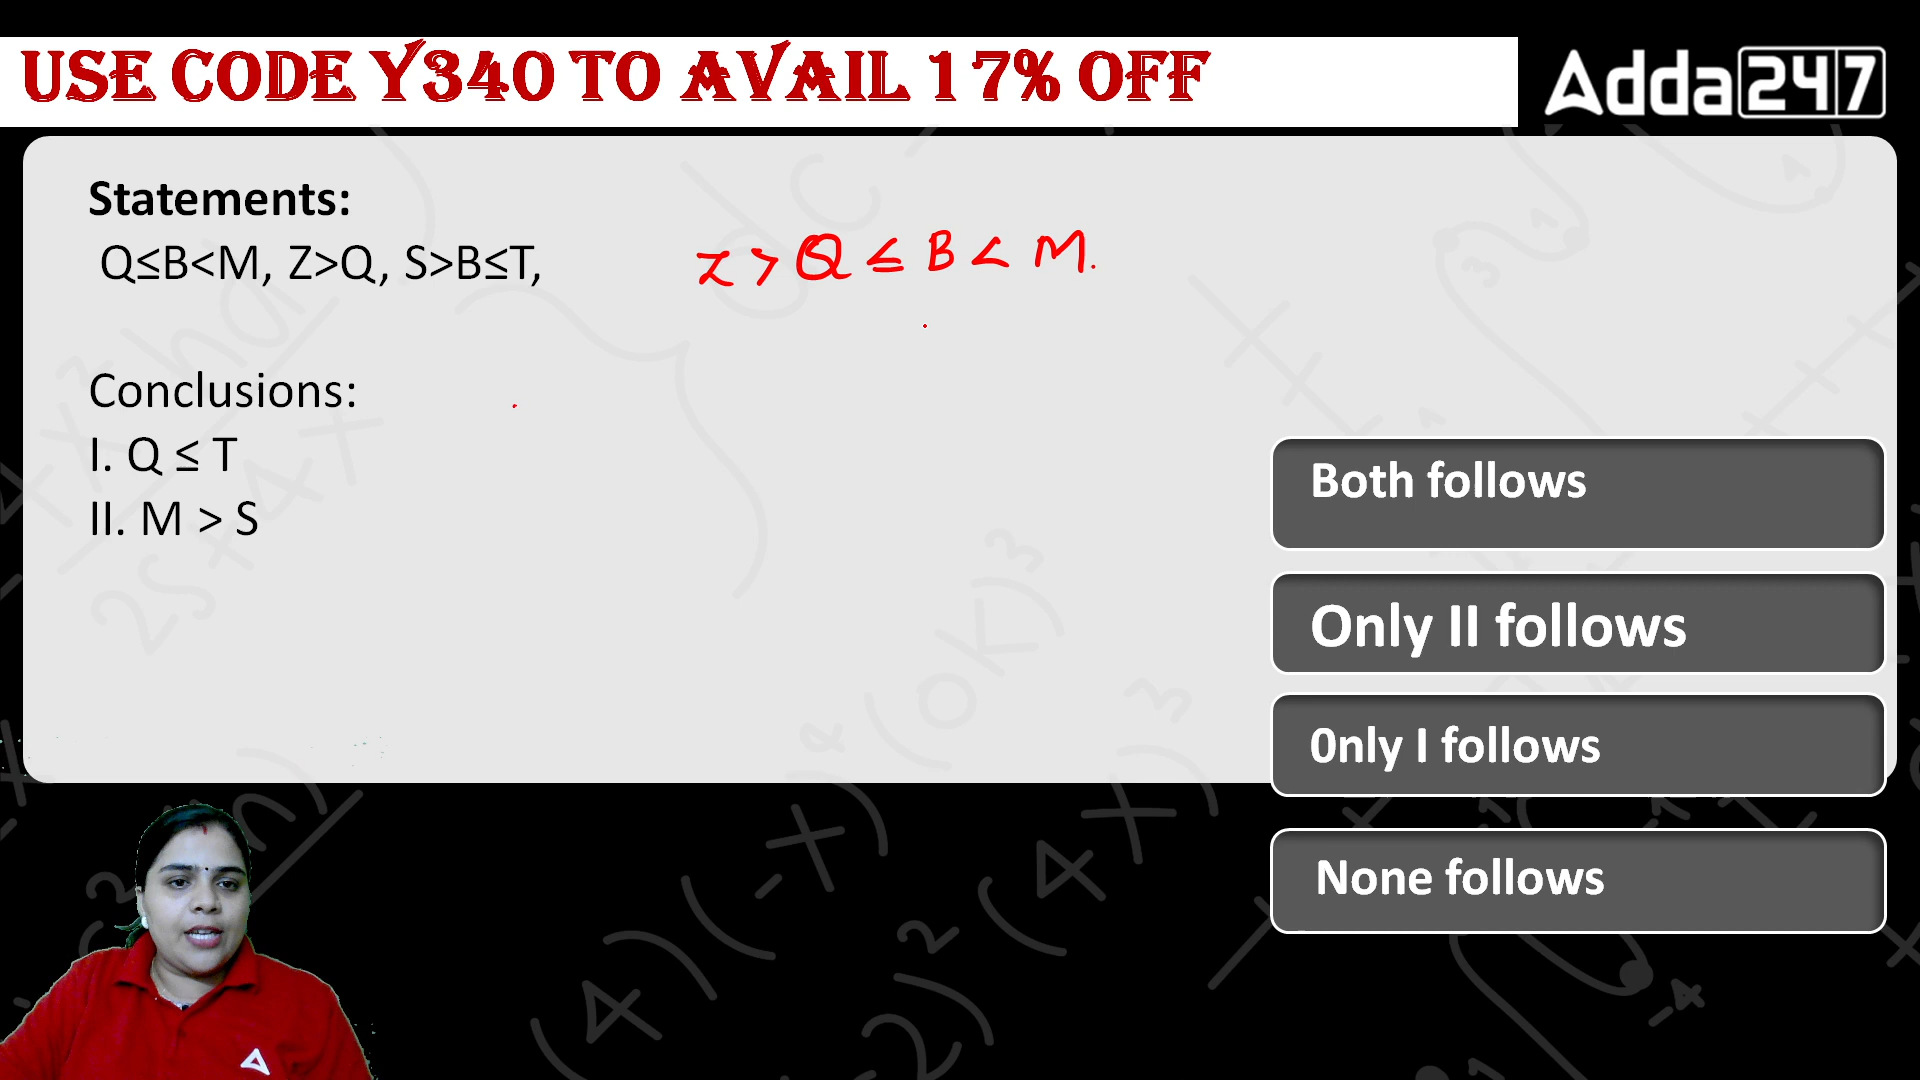 USE CODE Y340 TO AVAIL 17% OFF
Adda247
Statements:
Q≤B<M, Z>Q, S>B≤T,
z > Q ≤ B < M.
Conclusions:
I. Q ≤ T
II. M > S
Both follows
Only II follows
0nly I follows
None follows